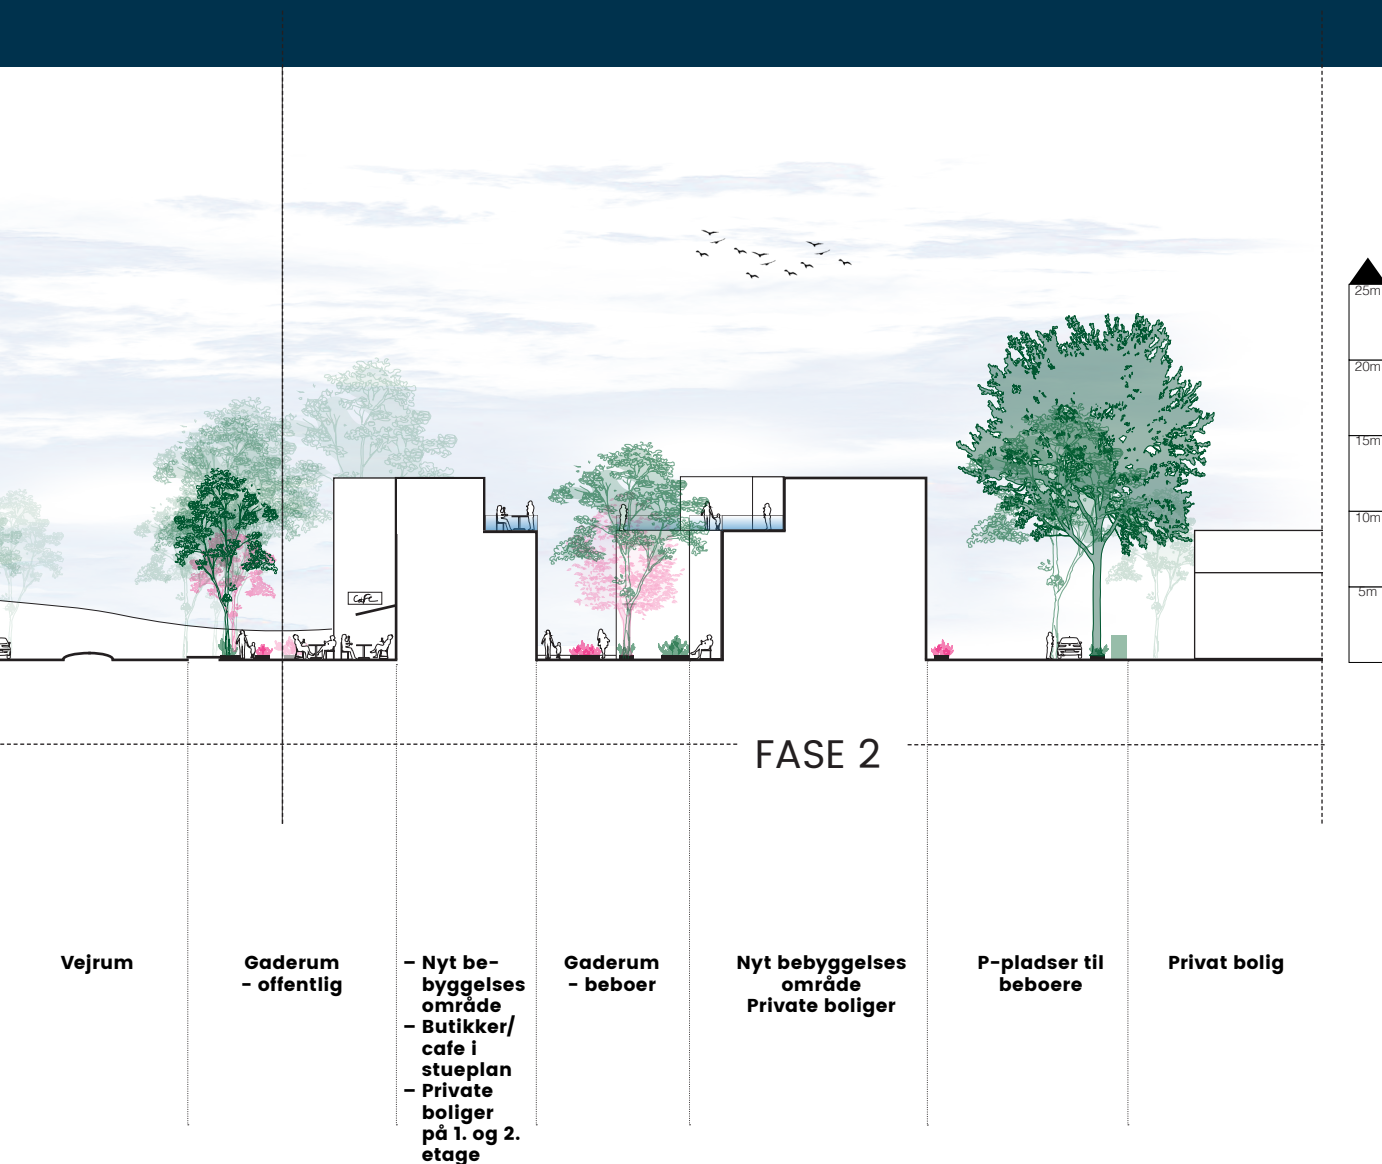 CaFe
25m
20m
15m
10m
5m
FASE 2
Vejrum
Gaderum
- offentlig
– Nyt be-
byggelses
område
– Butikker/
cafe i
stueplan
– Private
boliger
på 1. og 2.
etage
Gaderum
- beboer
Nyt bebyggelses
område
Private boliger
P-pladser til
beboere
Privat bolig